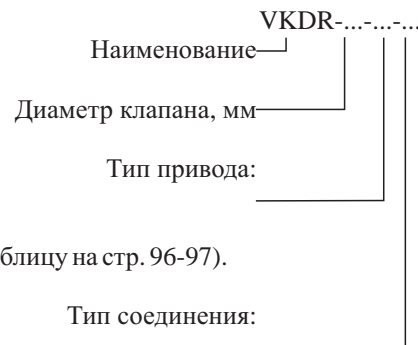 VKDR-...-...-...
Наименование
Диаметр клапана, мм
Тип привода:
блицу на стр. 96-97).
Тип соединения: